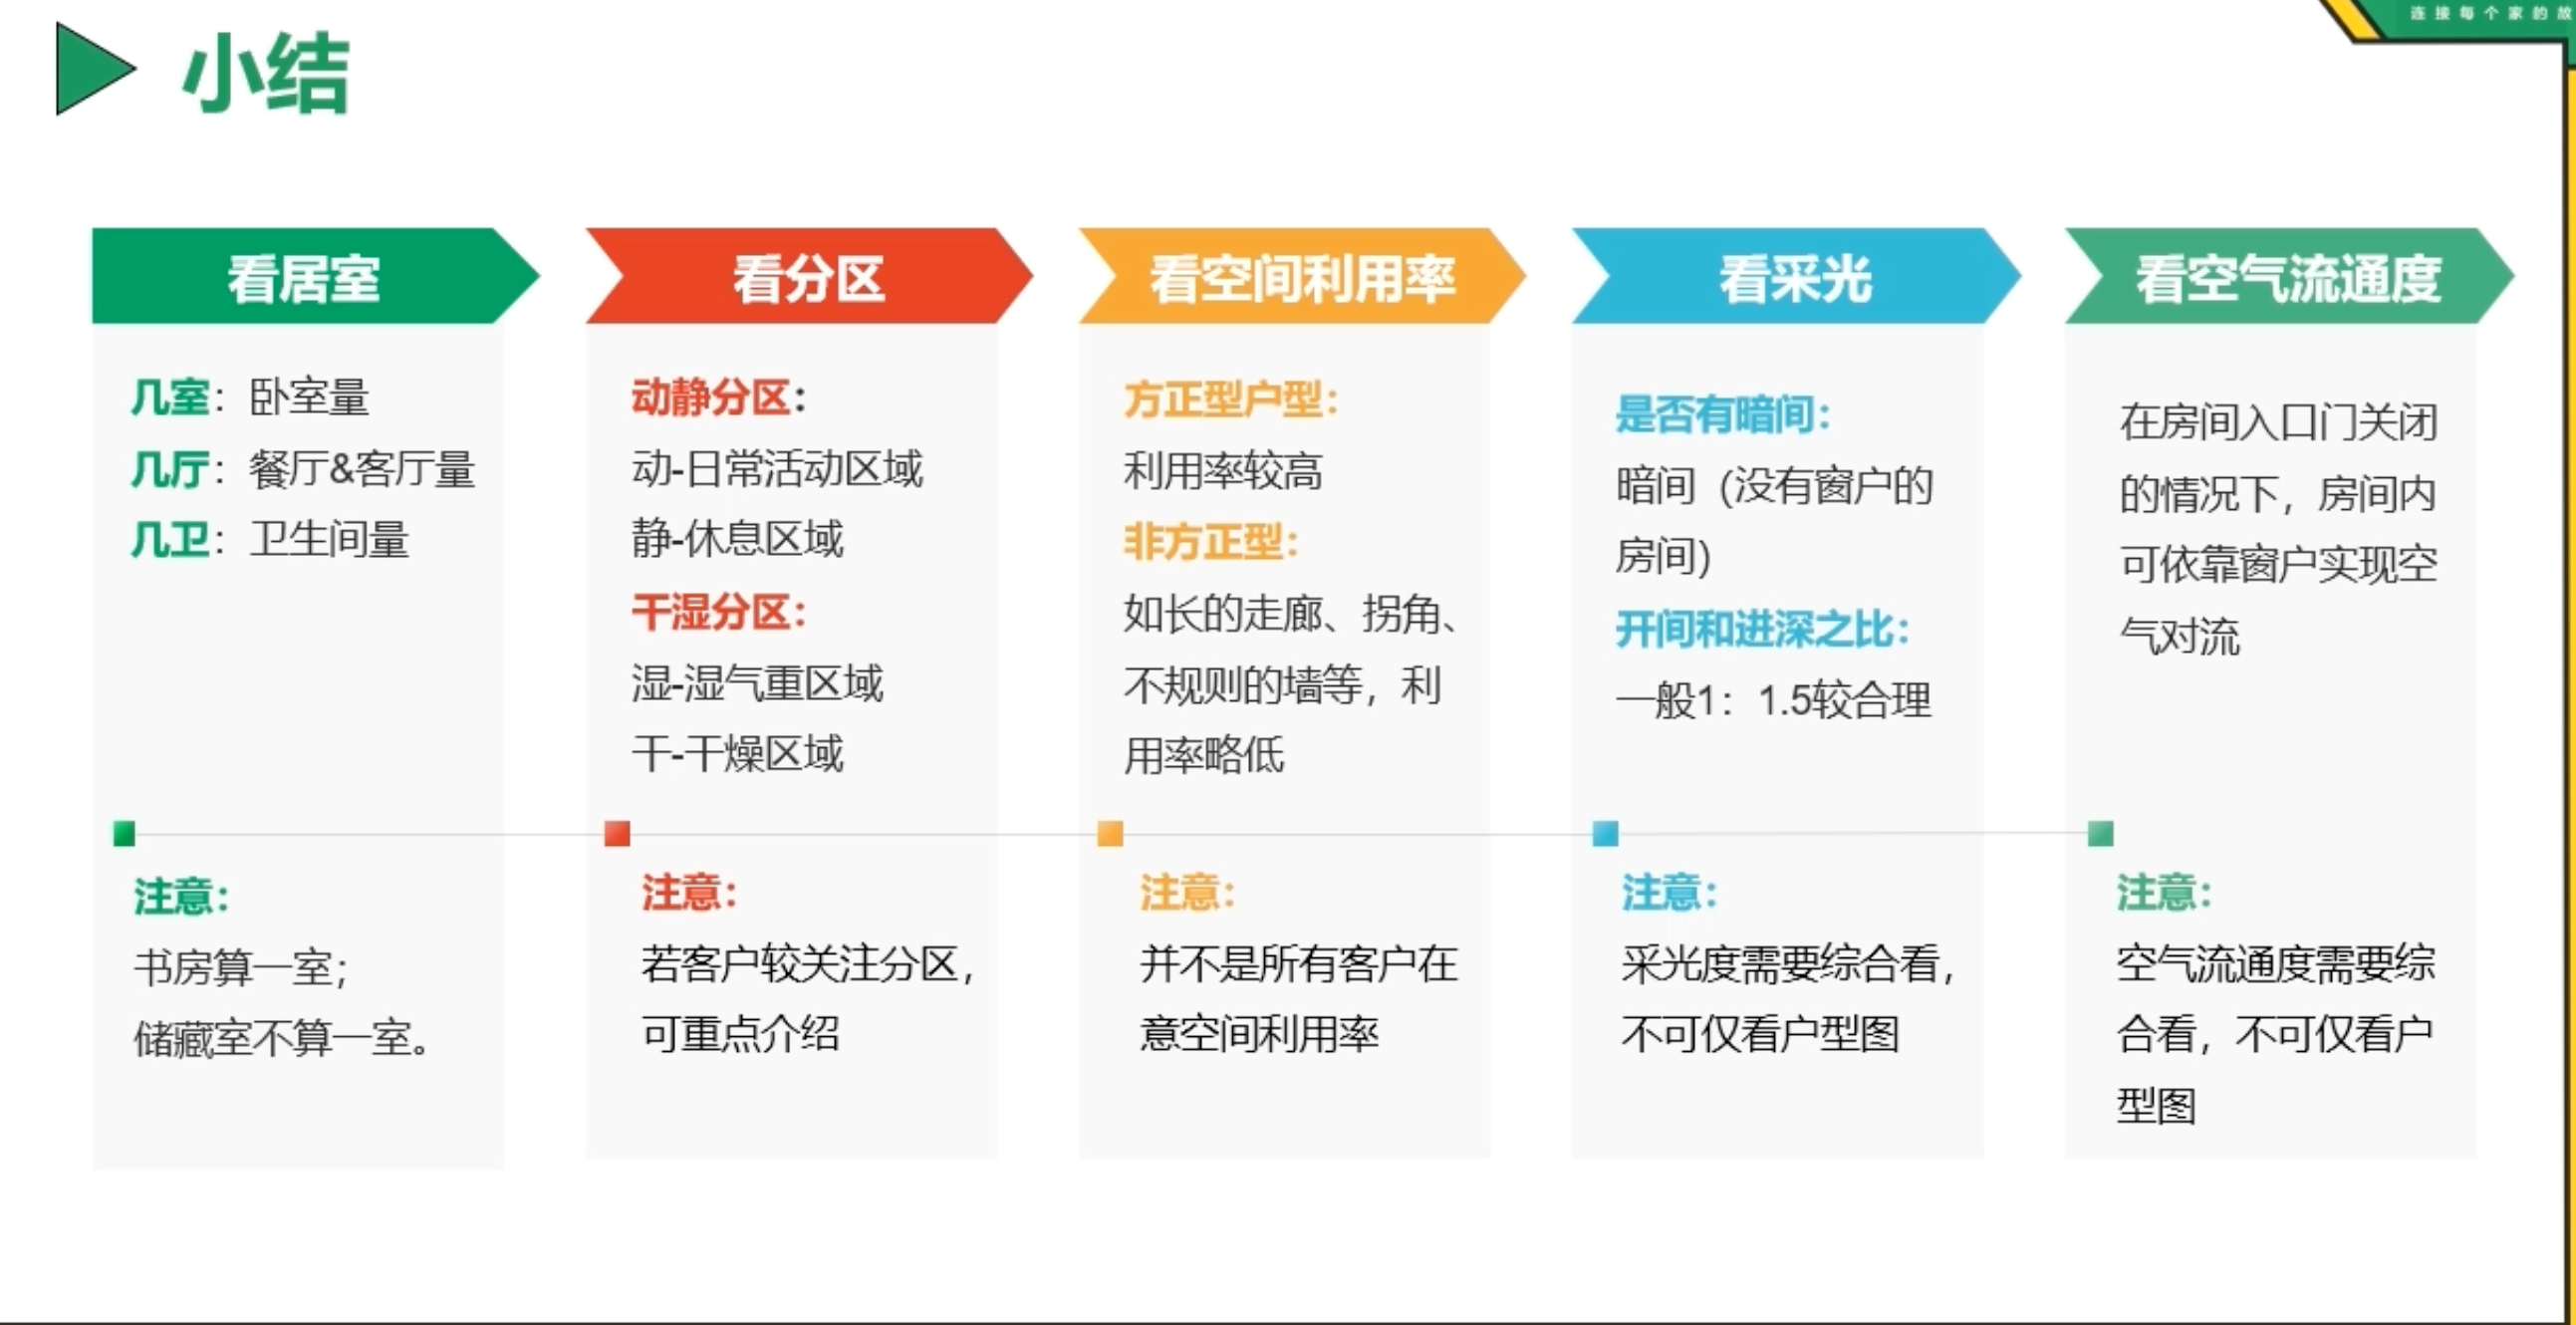 连接每个家的故
小结
看居室
几室：卧室量
几厅：餐厅&客厅量
几卫：卫生间量
注意：
书房算一室；
储藏室不算一室。
看分区
动静分区：
动-日常活动区域
静-休息区域
干湿分区：
湿-湿气重区域
干-干燥区域
注意：
若客户较关注分区，
可重点介绍
看空间利用率
方正型户型：
利用率较高
非方正型：
如长的走廊、拐角、
不规则的墙等，利
用率略低
注意：
并不是所有客户在
意空间利用率
看采光
是否有暗间：
暗间（没有窗户的
房间）
开间和进深之比：
一般1：1.5较合理
注意：
采光度需要综合看，
不可仅看户型图
看空气流通度
在房间入口门关闭
的情况下，房间内
可依靠窗户实现空
气对流
注意：
空气流通度需要综
合看，不可仅看户
型图